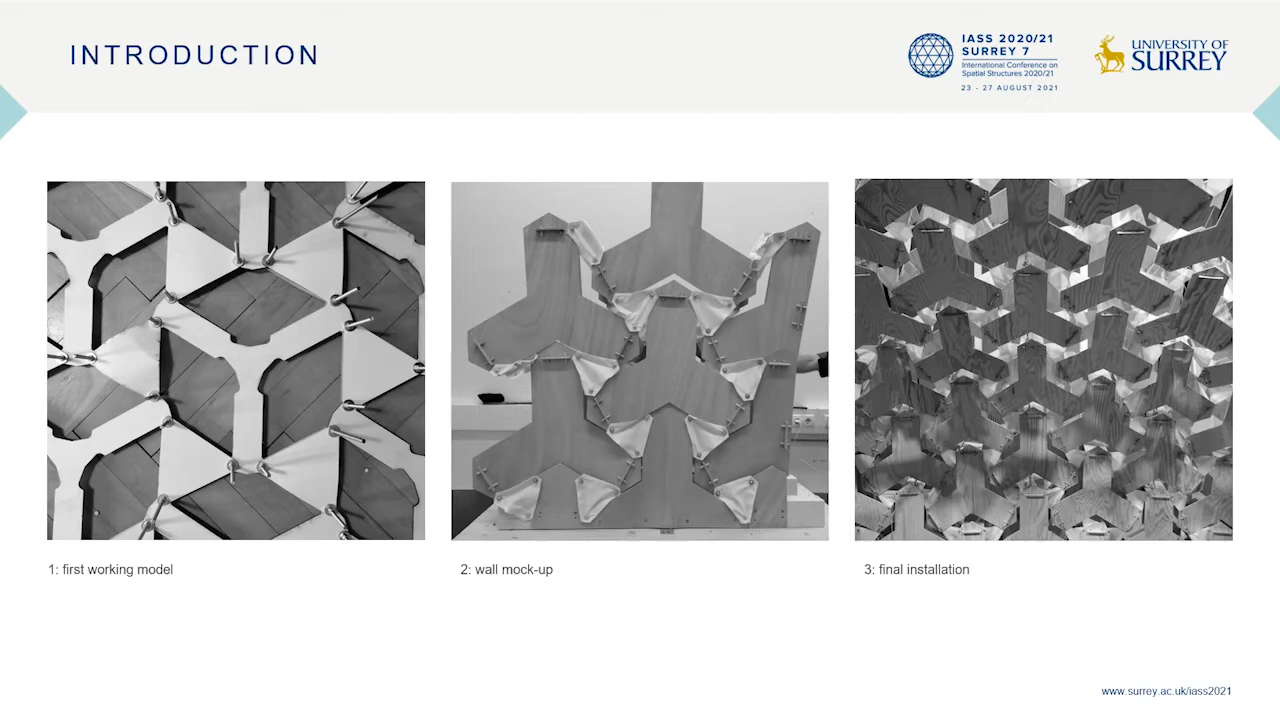 INTRODUCTION
IASS 2020/21
SURREY 7
International Conference on
Spatial Structures 2020/21
23 - 27 AUGUST 2021
UNIVERSITY OF
SURREY
1: first working model
2: wall mock-up
3: final installation
www.surrey.ac.uk/iass2021